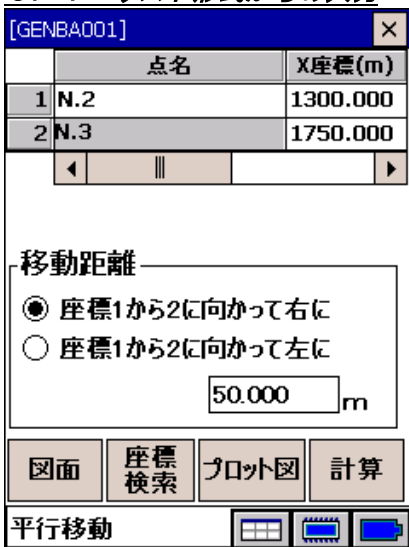 [GENBA001]
点名 X座標(m)
1 N.2 1300.000
2 N.3 1750.000
移動距離
座標1から2に向かって右に
座標1から2に向かって左に
50.000 m
図面 座標検索 プロット図 計算
平行移動